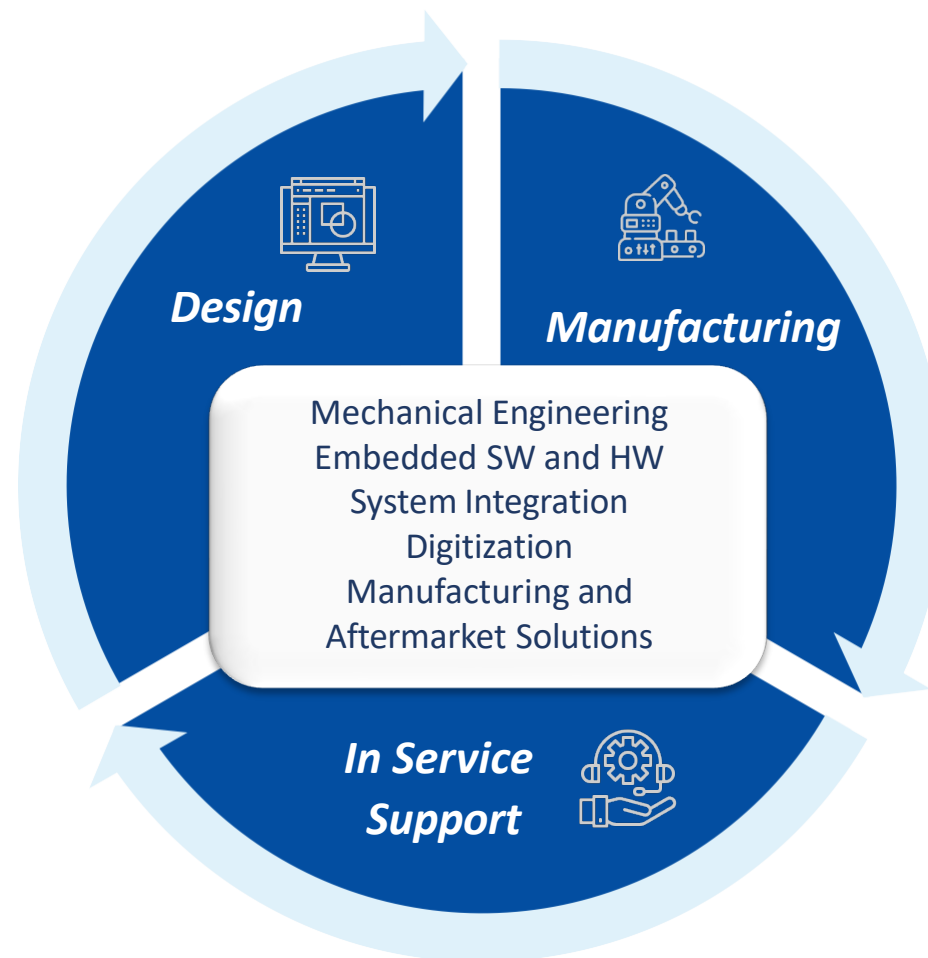 Design
Manufacturing
Mechanical Engineering
Embedded SW and HW
System Integration
Digitization
Manufacturing and
Aftermarket Solutions
In Service
Support